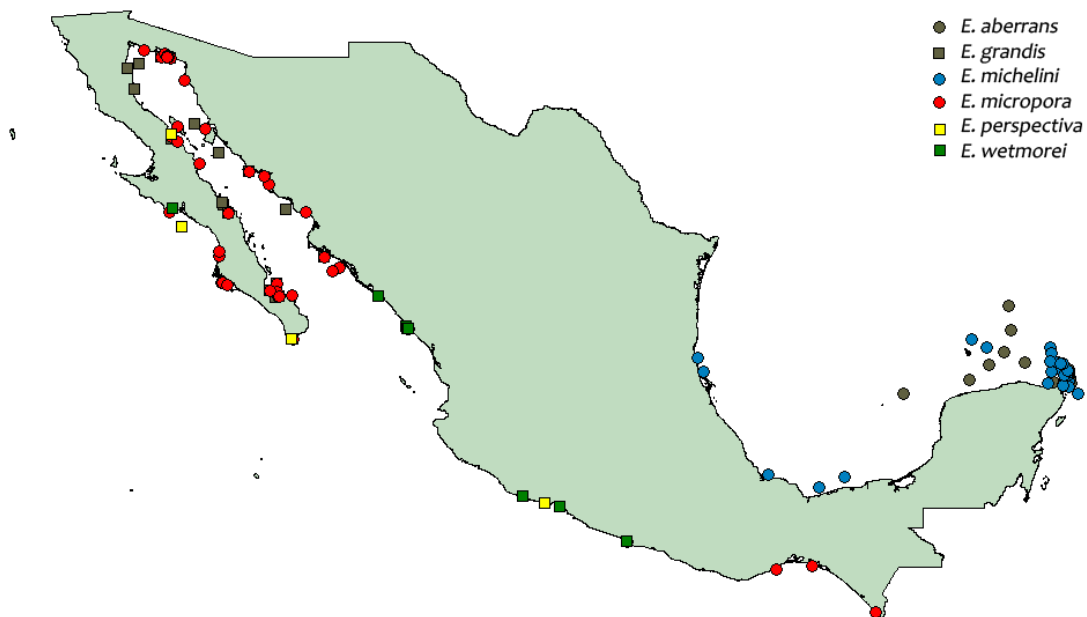 E. aberrans
E. grandis
E. michelini
E. micropora
E. perspectiva
E. wetmorei